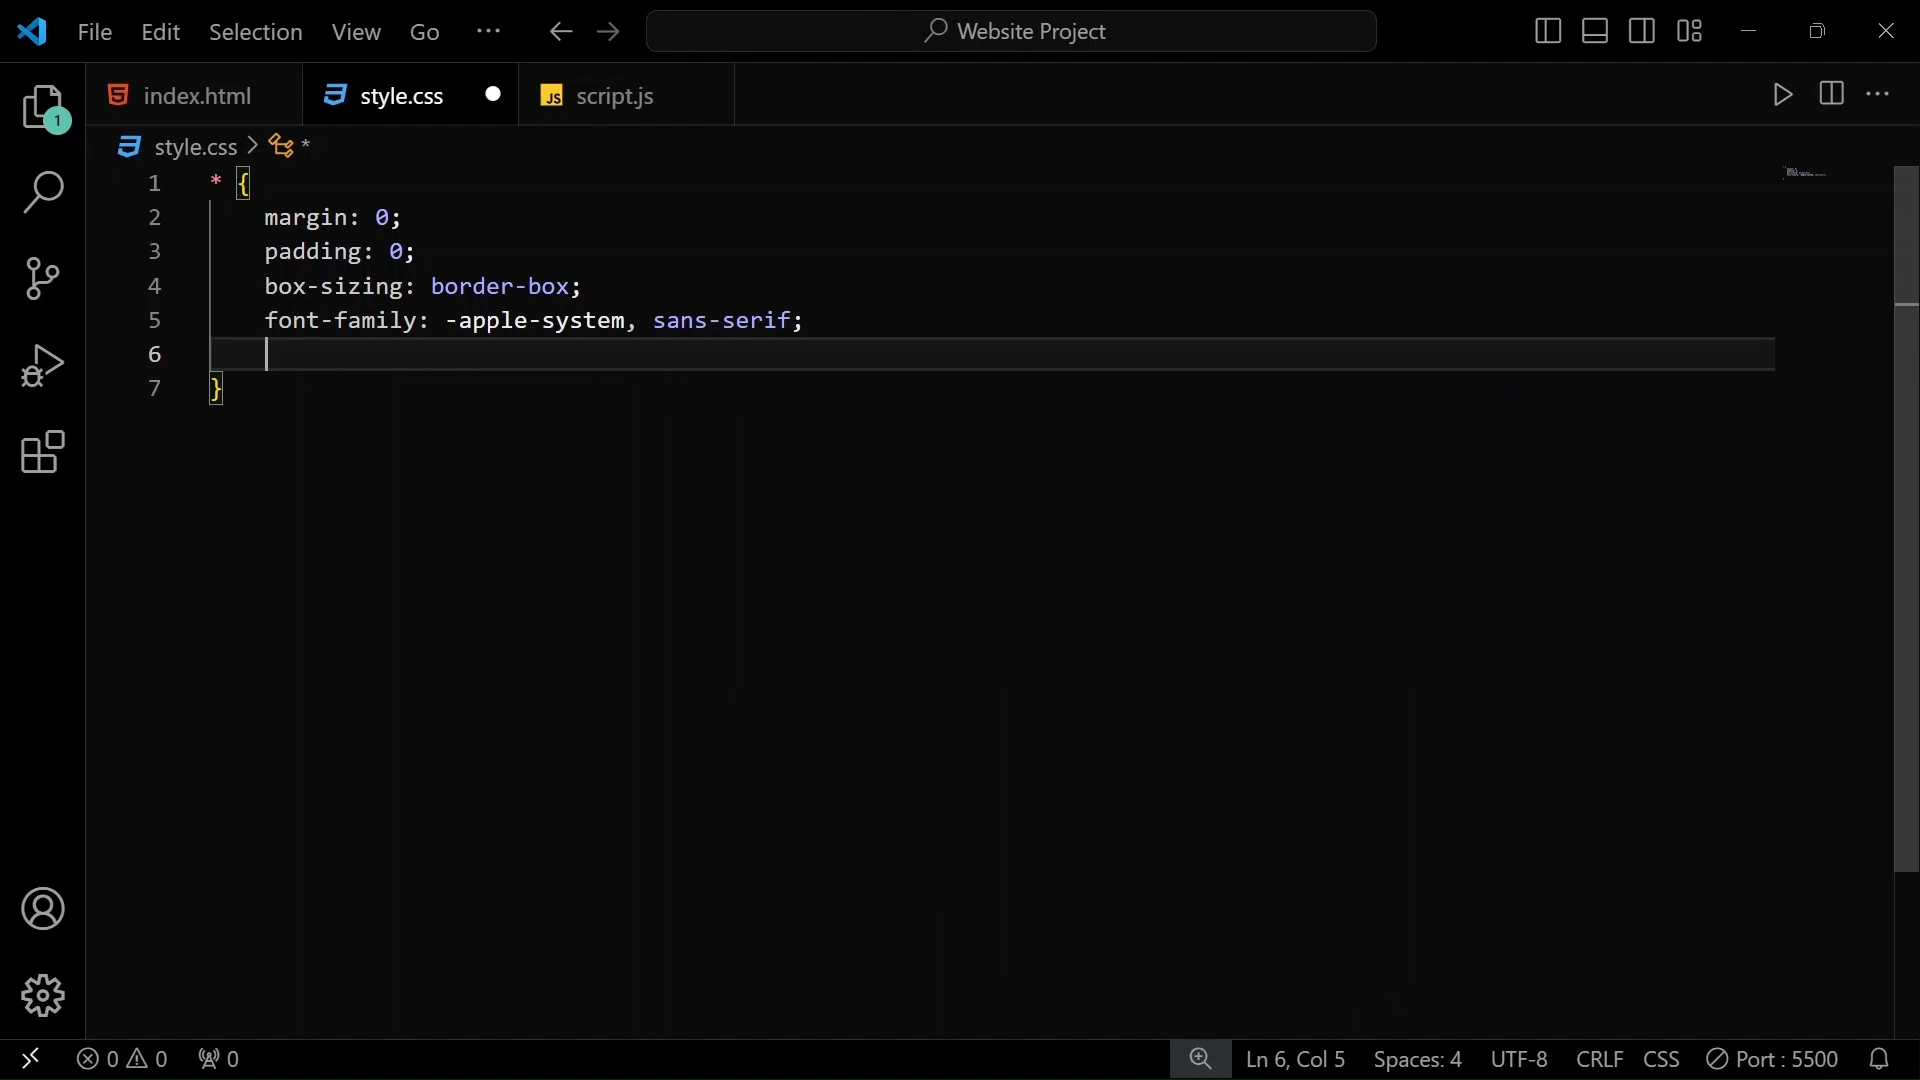 File Edit Selection View Go ··· Website Project
index.html style.css script.js
1
style.css > *
1 * {
2 margin: 0;
3 padding: 0;
4 box-sizing: border-box;
5 font-family: -apple-system, sans-serif;
6
7 }
0 0 0 Ln 6, Col 5 Spaces: 4 UTF-8 CRLF CSS Port : 5500